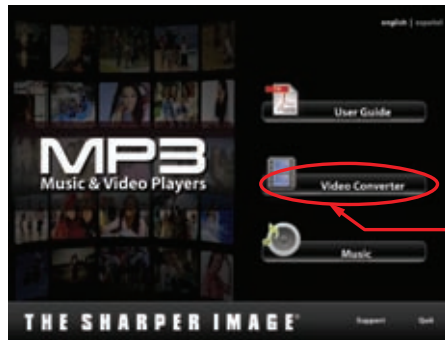 english | español
User Guide
MP3
Music & Video Players
Video Converter
Music
THE SHARPER IMAGE®
Support Quit